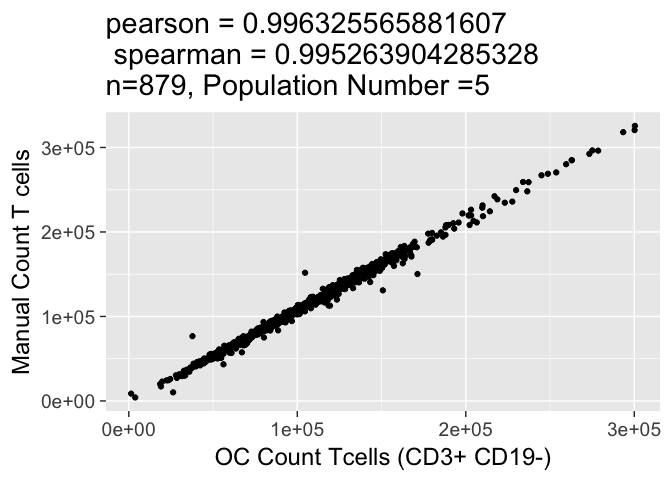 pearson = 0.996325565881607
spearman = 0.995263904285328
n=879, Population Number =5
3e+05
2e+05
1e+05
0e+00
Manual Count T cells
0e+00 1e+05 2e+05 3e+05
OC Count Tcells (CD3+ CD19-)